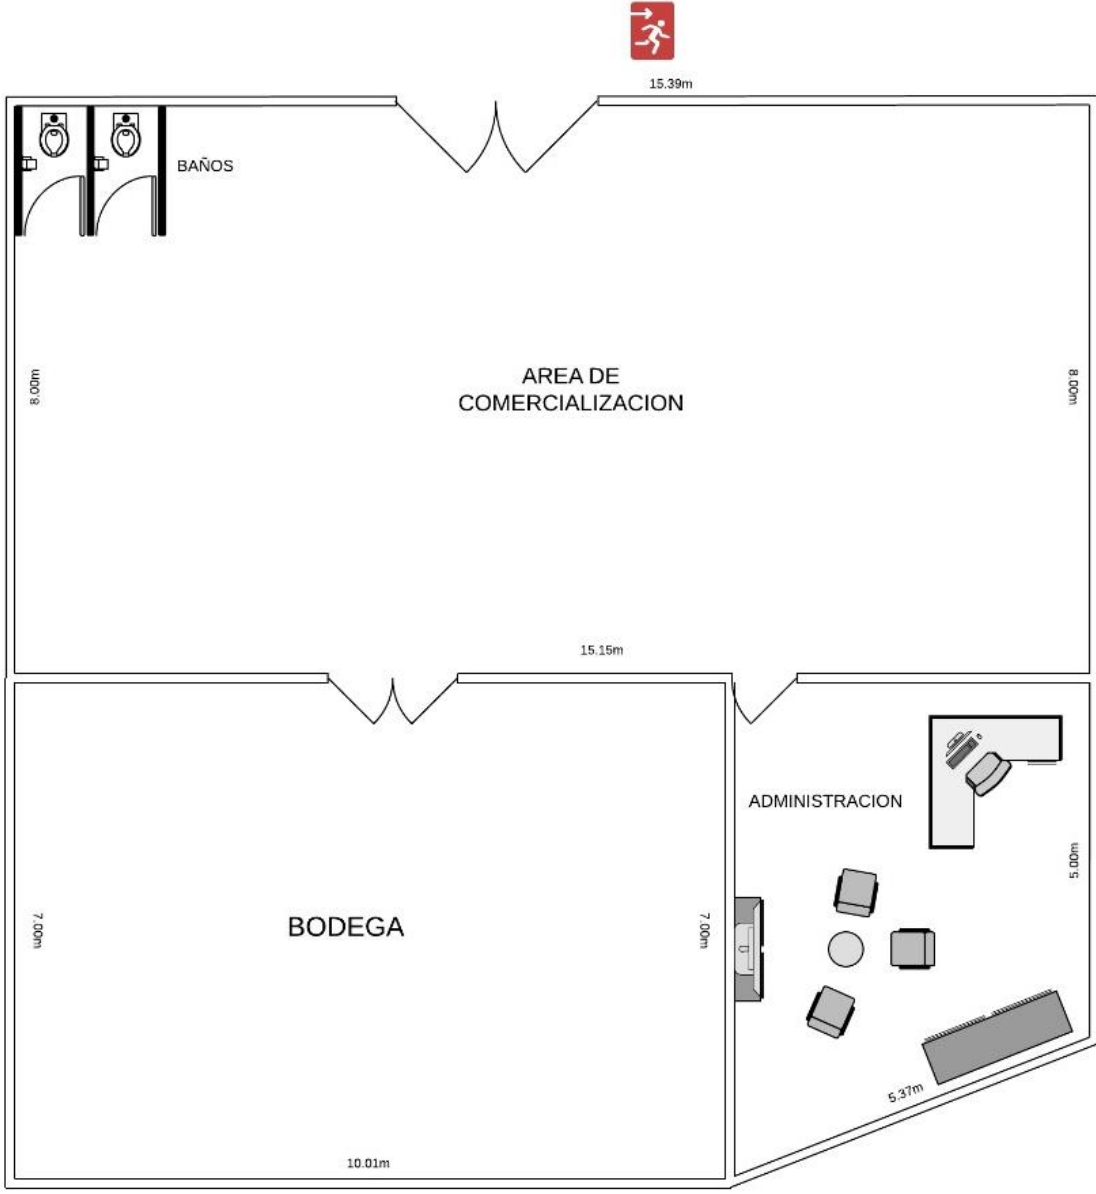 15.39m
BAÑOS
AREA DE
COMERCIALIZACION
8.00m
8.00m
15.15m
ADMINISTRACION
5.00m
BODEGA
7.00m
7.00m
5.37m
10.01m